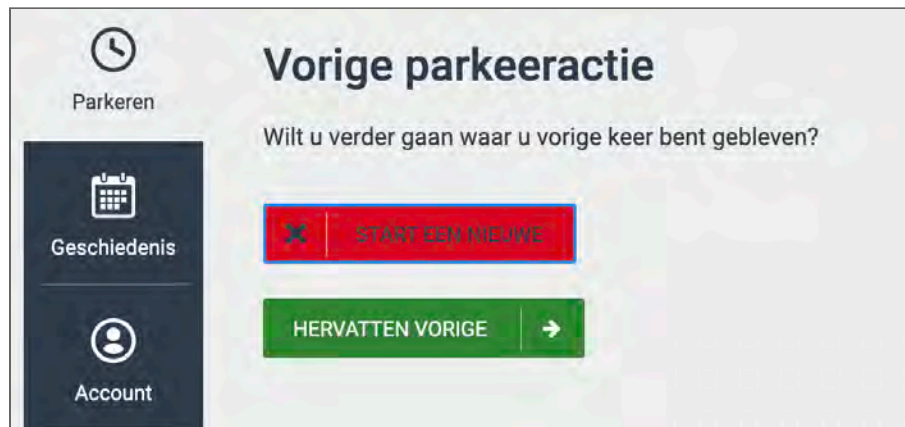 Parkeren
Vorige parkeeractie
Wilt u verder gaan waar u vorige keer bent gebleven?
Geschiedenis
START EEN NIEUWE
HERVATTEN VORIGE
Account